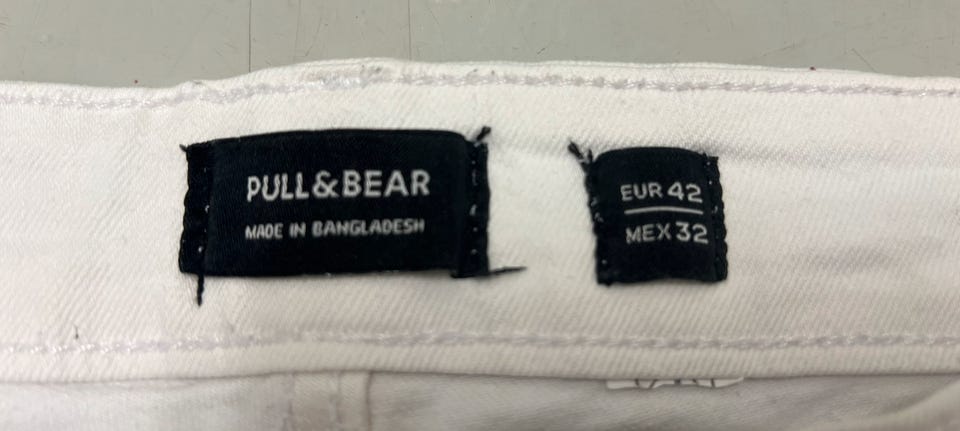 PULL&BEAR
MADE IN BANGLADESH
EUR 42
MEX 32